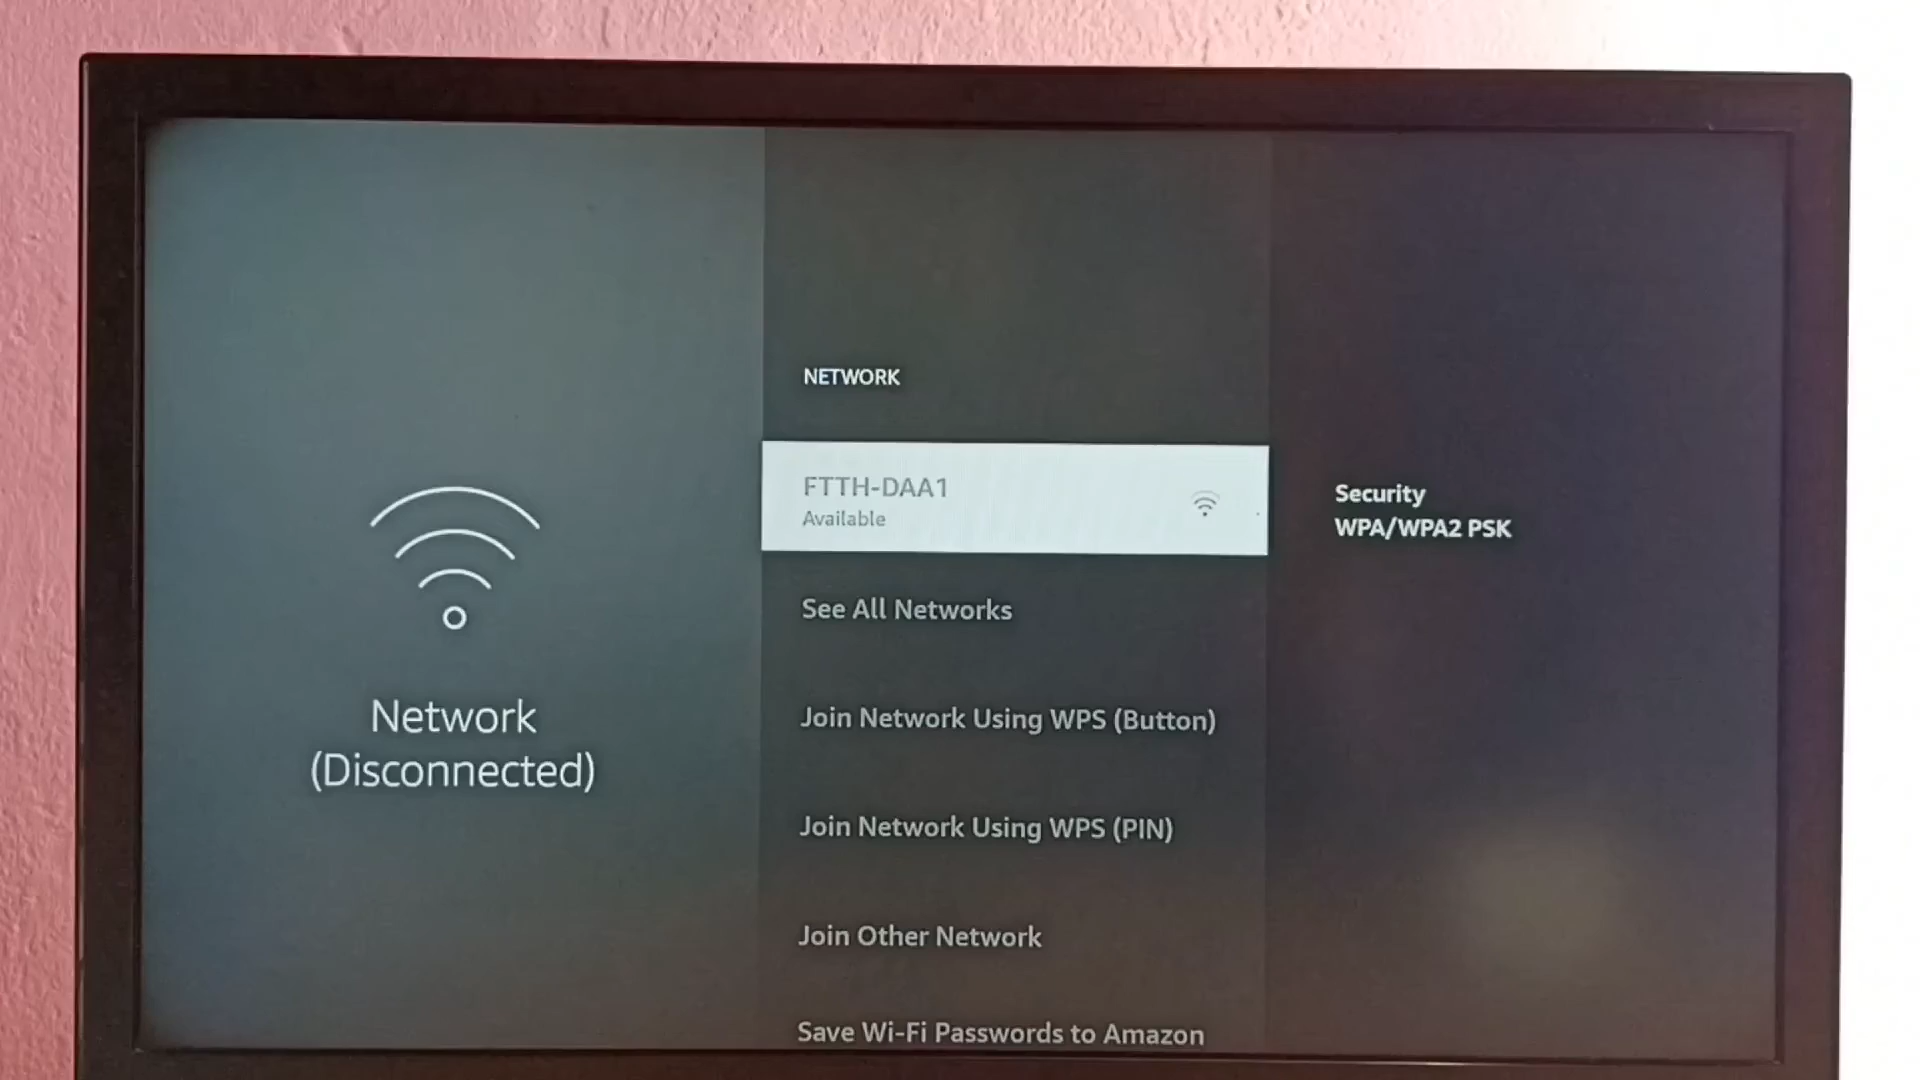 Network
(Disconnected)
NETWORK
FTTH-DAA1
Available
See All Networks
Join Network Using WPS (Button)
Join Network Using WPS (PIN)
Join Other Network
Save Wi-Fi Passwords to Amazon
Security
WPA/WPA2 PSK